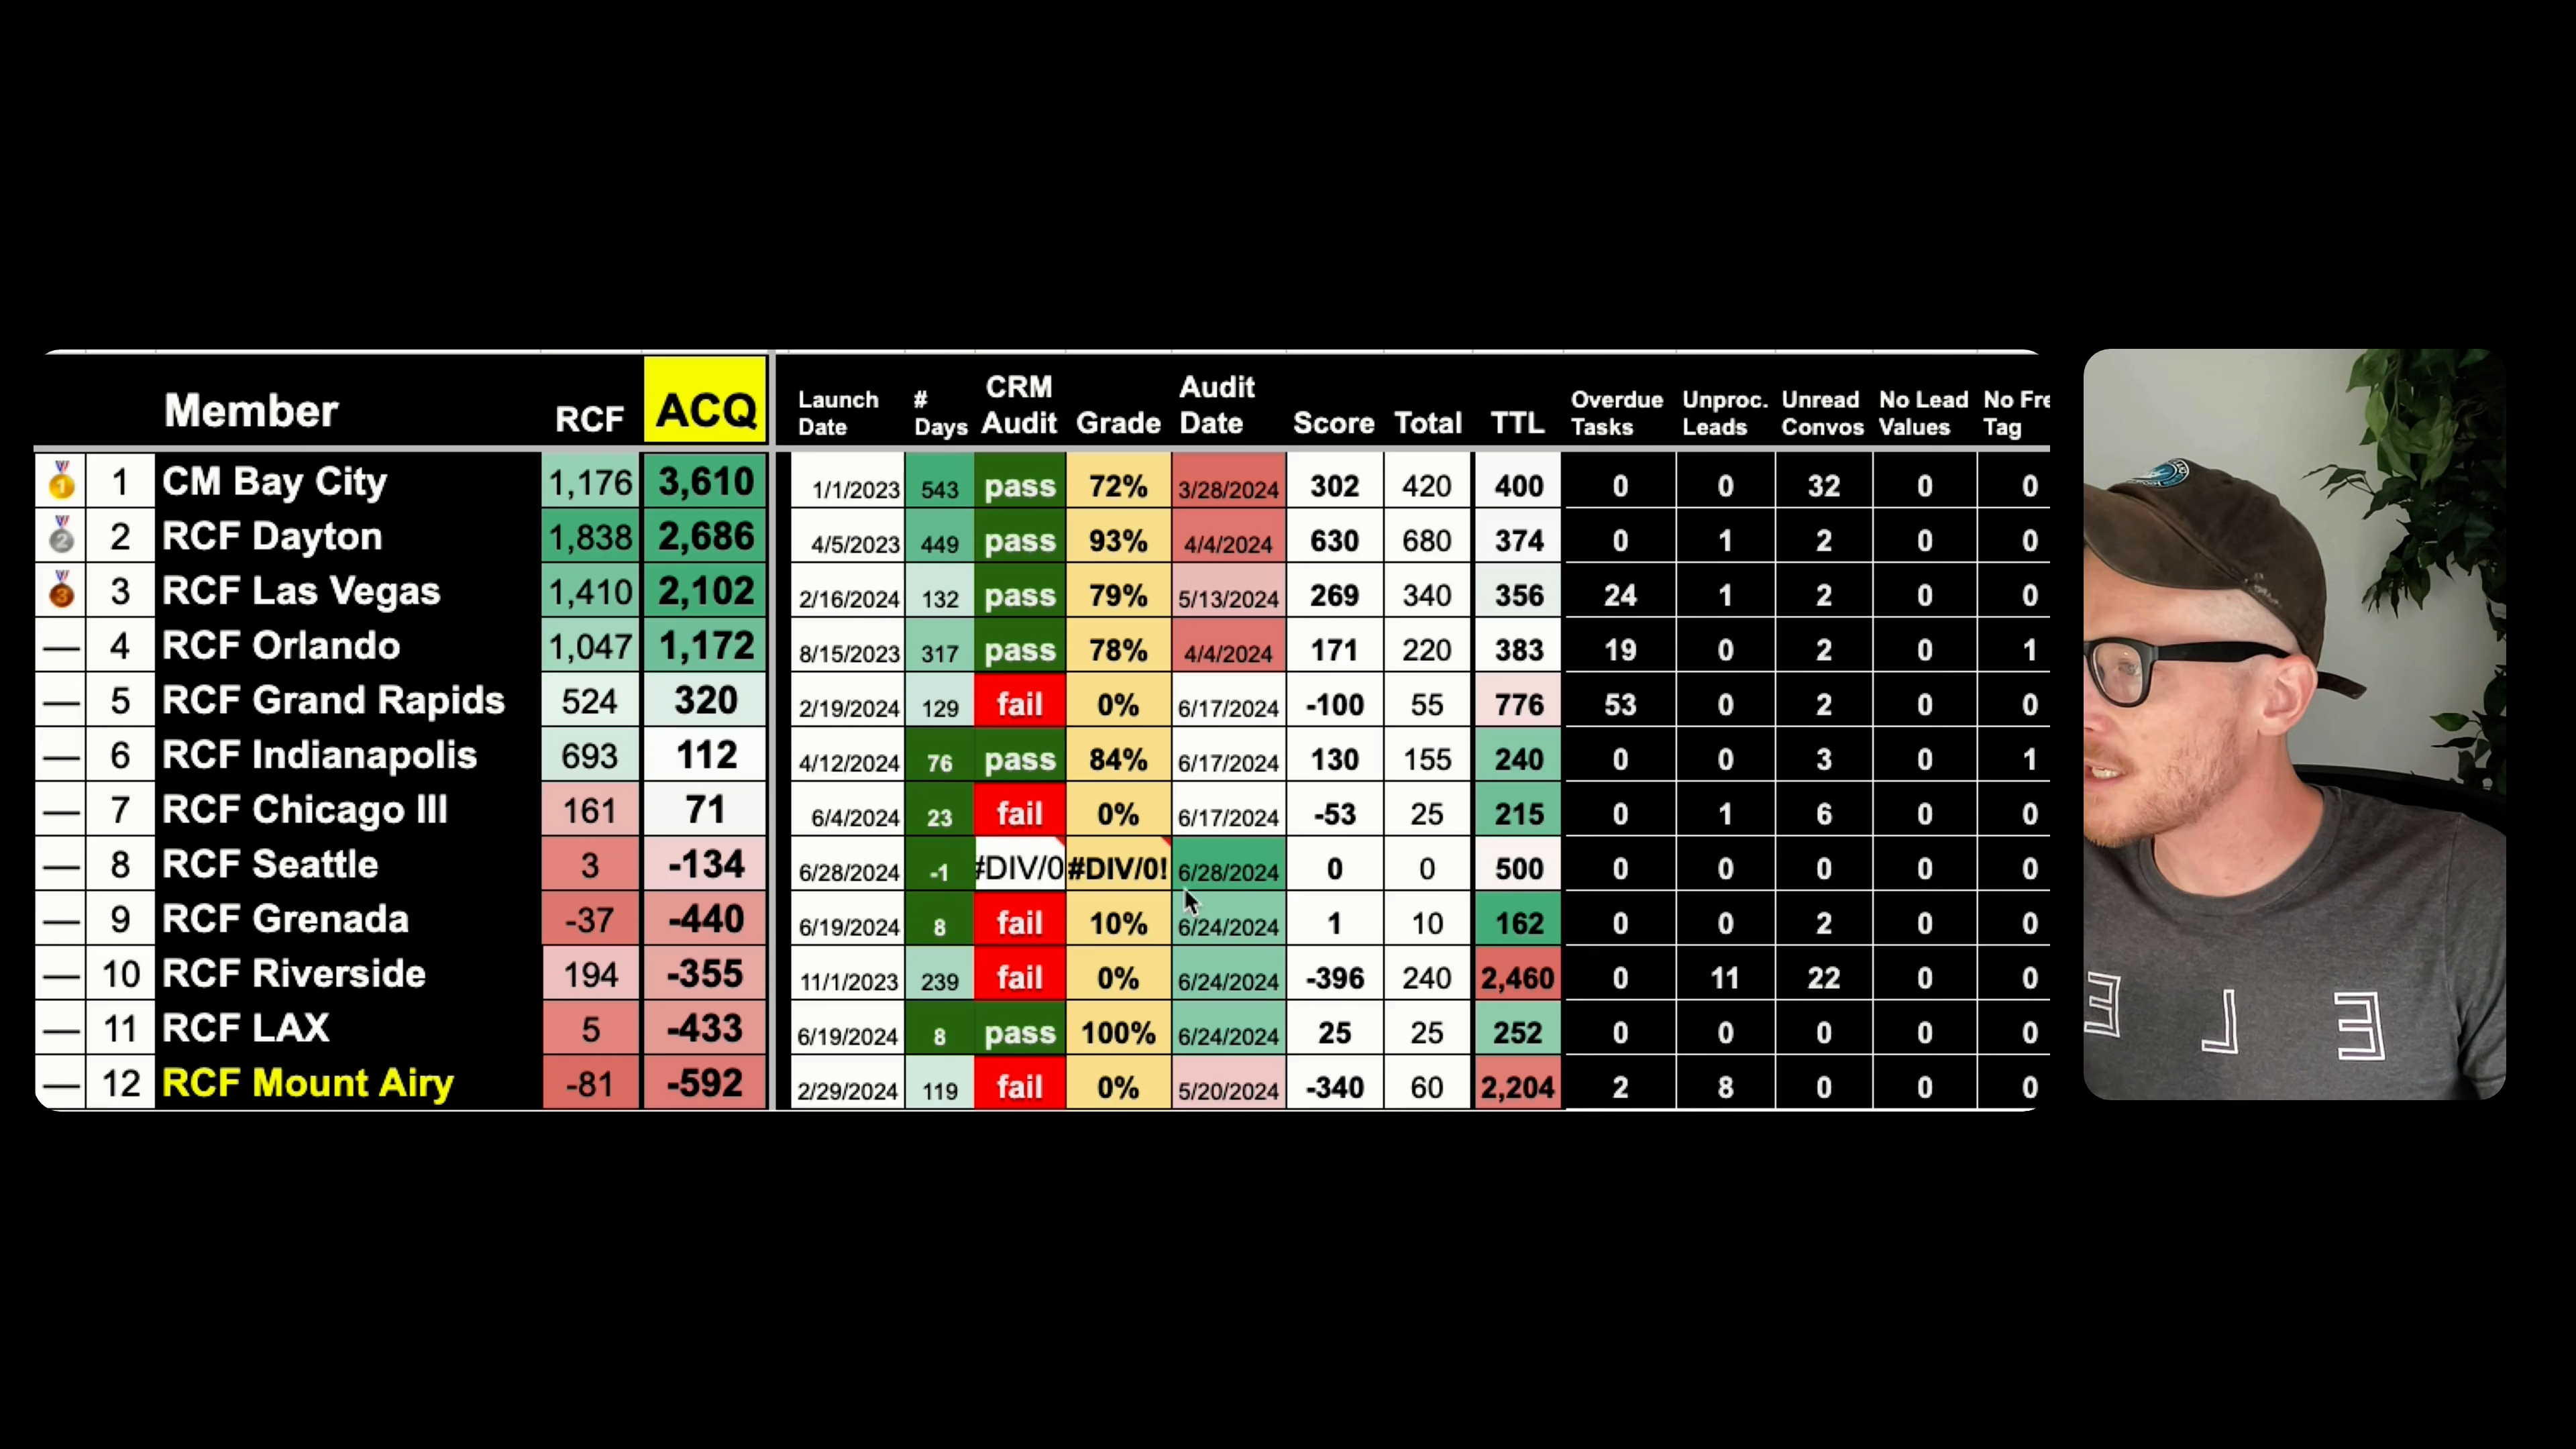 Member RCF ACQ Launch Date # Days CRM Audit Grade Audit Date Score Total TTL Overdue Tasks Unproc. Leads Unread Convos No Lead Values No Fre Tag
1 1 CM Bay City 1,176 3,610 1/1/2023 543 pass 72% 3/28/2024 302 420 400 0 0 32 0 0
2 2 RCF Dayton 1,838 2,686 4/5/2023 449 pass 93% 4/4/2024 630 680 374 0 1 2 0 0
3 3 RCF Las Vegas 1,410 2,102 2/16/2024 132 pass 79% 5/13/2024 269 340 356 24 1 2 0 0
— 4 RCF Orlando 1,047 1,172 8/15/2023 317 pass 78% 4/4/2024 171 220 383 19 0 2 0 1
— 5 RCF Grand Rapids 524 320 2/19/2024 129 fail 0% 6/17/2024 -100 55 776 53 0 2 0 0
— 6 RCF Indianapolis 693 112 4/12/2024 76 pass 84% 6/17/2024 130 155 240 0 0 3 0 1
— 7 RCF Chicago III 161 71 6/4/2024 23 fail 0% 6/17/2024 -53 25 215 0 1 6 0 0
— 8 RCF Seattle 3 -134 6/28/2024 -1 #DIV/0 #DIV/0! 6/28/2024 0 0 500 0 0 0 0 0
— 9 RCF Grenada -37 -440 6/19/2024 8 fail 10% 6/24/2024 1 10 162 0 0 2 0 0
— 10 RCF Riverside 194 -355 11/1/2023 239 fail 0% 6/24/2024 -396 240 2,460 0 11 22 0 0
— 11 RCF LAX 5 -433 6/19/2024 8 pass 100% 6/24/2024 25 25 252 0 0 0 0 0
— 12 RCF Mount Airy -81 -592 2/29/2024 119 fail 0% 5/20/2024 -340 60 2,204 2 8 0 0 0